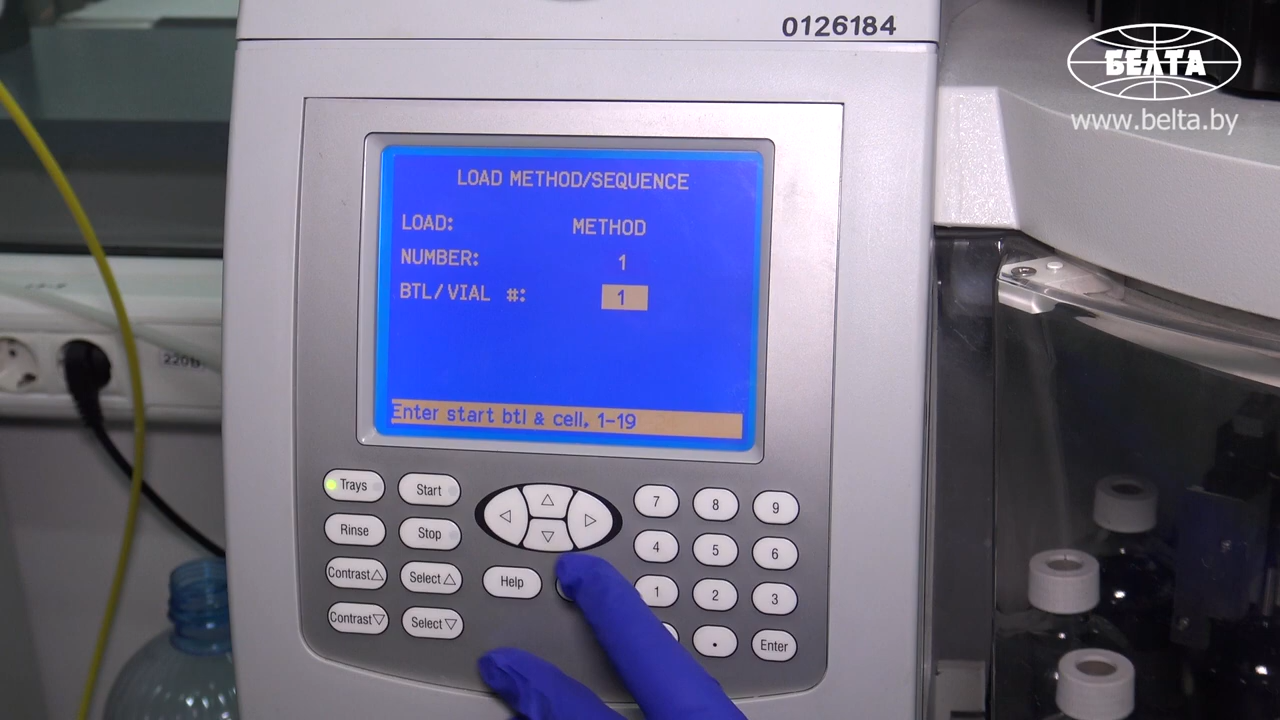 0126184
БЕЛТА
www.belta.by
LOAD METHOD/SEQUENCE
LOAD: METHOD
NUMBER: 1
BTL/VIAL #: 1
Enter start btl & cell, 1-19
220В
Trays Start 7 8 9
Rinse Stop 4 5 6
Contrast△ Select△ Help 1 2 3
Contrast▽ Select▽ . Enter